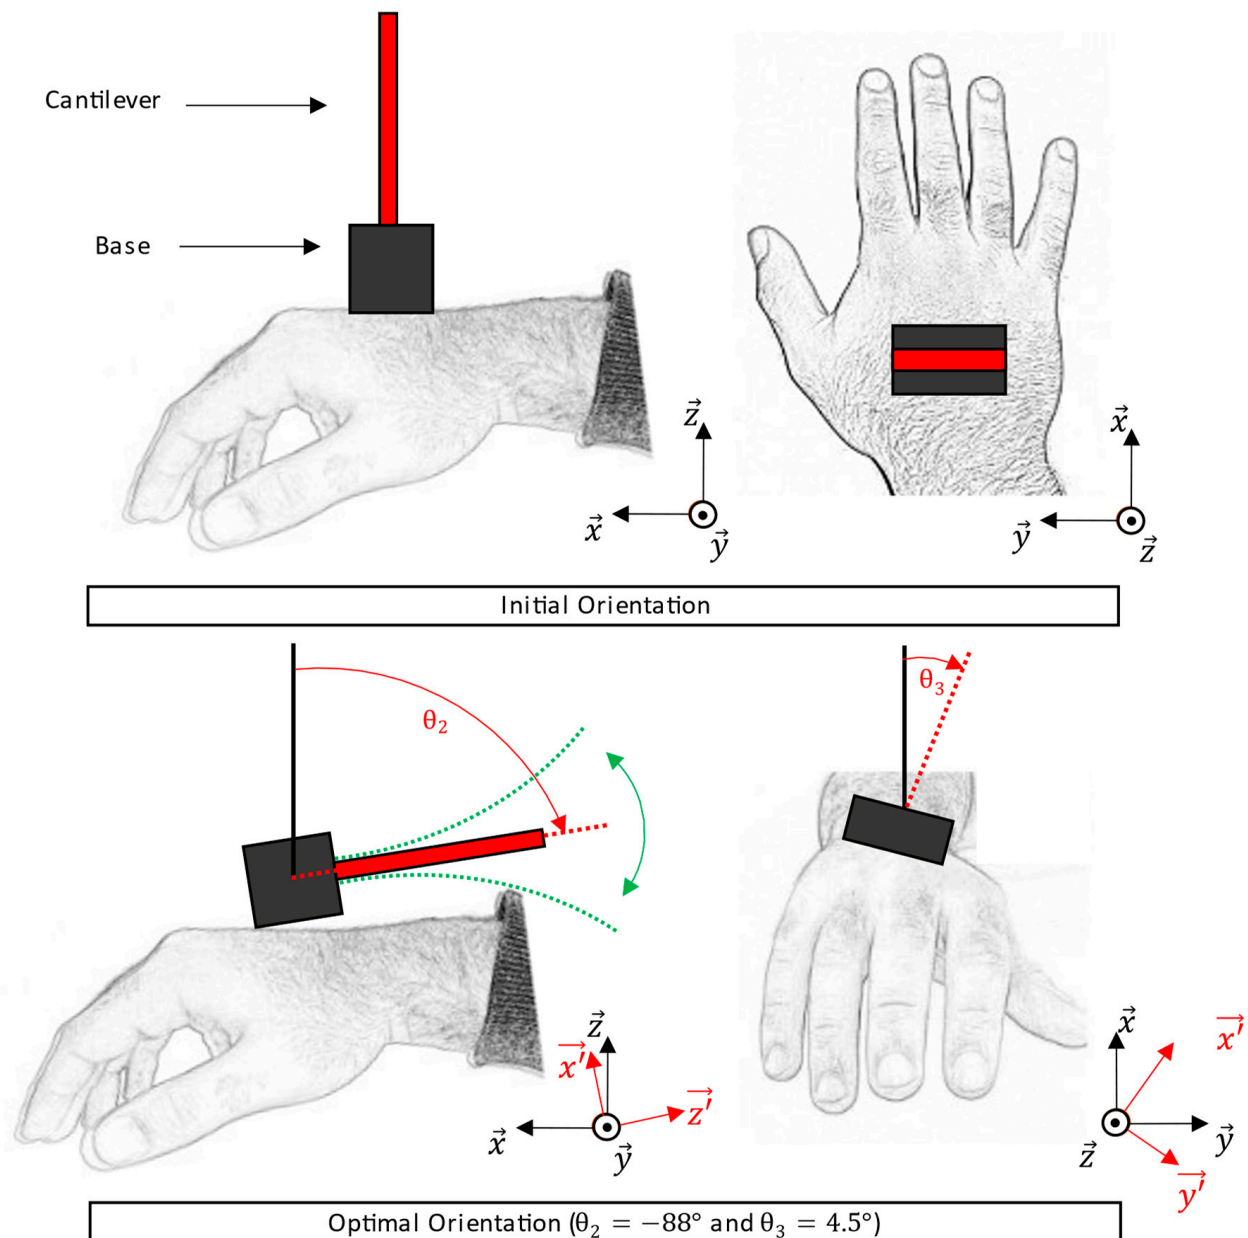 Cantilever
Base
z⃗
x⃗
y⃗
x⃗
y⃗
z⃗
Initial Orientation
θ₂
θ₃
z⃗
x'⃗
z'⃗
x⃗
y⃗
x⃗
x'⃗
y⃗
z⃗
y'⃗
Optimal Orientation (θ₂ = −88° and θ₃ = 4.5°)